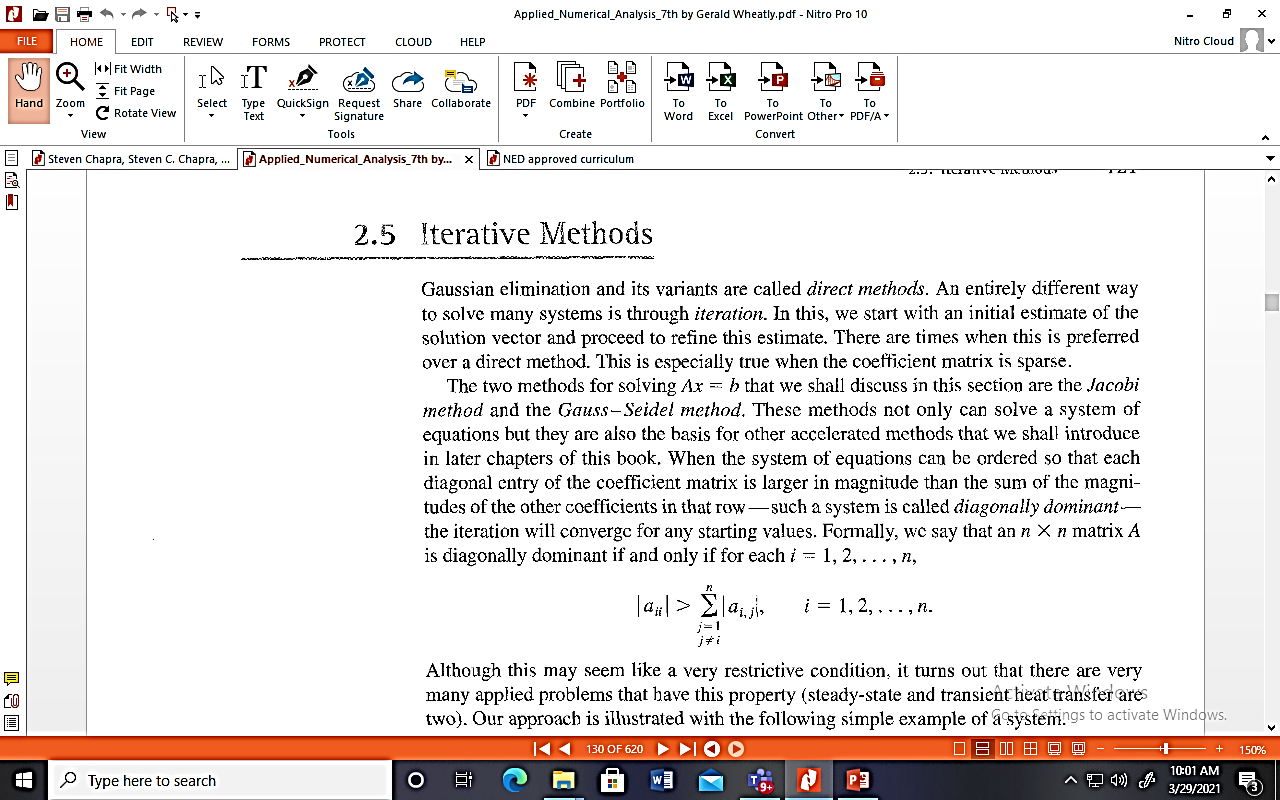 Applied_Numerical_Analysis_7th by Gerald Wheatly.pdf - Nitro Pro 10
FILE HOME EDIT REVIEW FORMS PROTECT CLOUD HELP Nitro Cloud
Hand
Zoom
Fit Width
Fit Page
Rotate View
View
Select
Type Text
QuickSign
Request Signature
Share
Collaborate
Tools
PDF
Combine
Portfolio
Create
To Word
To Excel
To PowerPoint
To Other
To PDF/A
Convert
Steven Chapra, Steven C. Chapra, ... Applied_Numerical_Analysis_7th by... NED approved curriculum
2.5 Iterative Methods
Gaussian elimination and its variants are called direct methods. An entirely different way
to solve many systems is through iteration. In this, we start with an initial estimate of the
solution vector and proceed to refine this estimate. There are times when this is preferred
over a direct method. This is especially true when the coefficient matrix is sparse.
The two methods for solving Ax = b that we shall discuss in this section are the Jacobi
method and the Gauss–Seidel method. These methods not only can solve a system of
equations but they are also the basis for other accelerated methods that we shall introduce
in later chapters of this book. When the system of equations can be ordered so that each
diagonal entry of the coefficient matrix is larger in magnitude than the sum of the magni-
tudes of the other coefficients in that row—such a system is called diagonally dominant—
the iteration will converge for any starting values. Formally, we say that an n × n matrix A
is diagonally dominant if and only if for each i = 1, 2, . . . , n,
|aii| > n∑j=1 j≠i |ai,j|, i = 1, 2, . . . , n.
Although this may seem like a very restrictive condition, it turns out that there are very
many applied problems that have this property (steady-state and transient heat transfer are
two). Our approach is illustrated with the following simple example of a system.
Activate Windows
Go to Settings to activate Windows.
130 OF 620
150%
Type here to search
9+
10:01 AM
3/29/2021
3